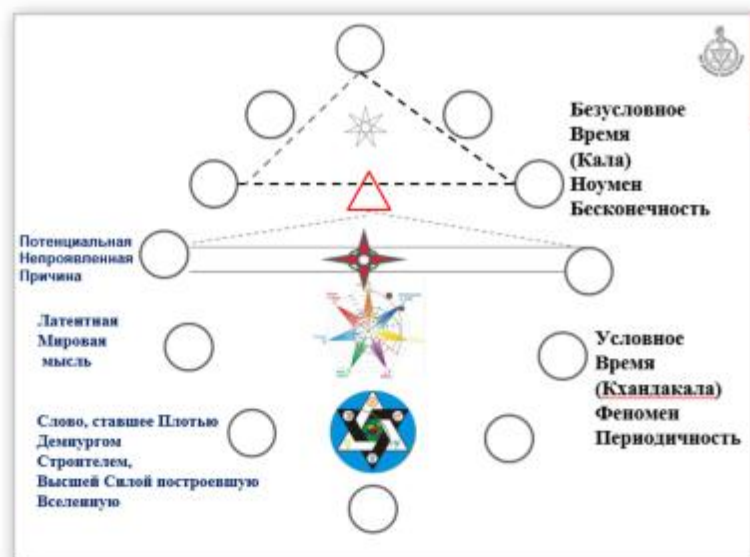 Безусловное
Время
(Кала)
Ноумен
Бесконечность
Потенциальная
Непроявленная
Причина
Латентная
Мировая
мысль
Условное
Время
(Кхандакала)
Феномен
Периодичность
Слово, ставшее Плотью
Демиургом
Строителем,
Высшей Силой построевшую
Вселенную